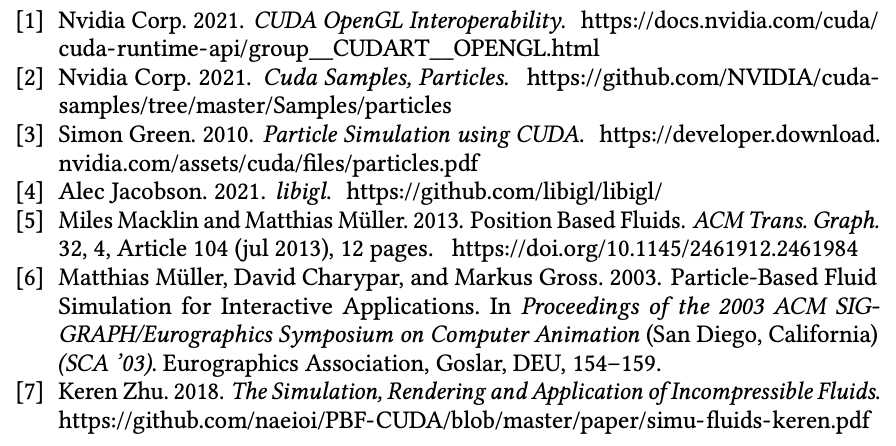 [1] Nvidia Corp. 2021. CUDA OpenGL Interoperability. https://docs.nvidia.com/cuda/
cuda-runtime-api/group__CUDART__OPENGL.html
[2] Nvidia Corp. 2021. Cuda Samples, Particles. https://github.com/NVIDIA/cuda-
samples/tree/master/Samples/particles
[3] Simon Green. 2010. Particle Simulation using CUDA. https://developer.download.
nvidia.com/assets/cuda/files/particles.pdf
[4] Alec Jacobson. 2021. libigl. https://github.com/libigl/libigl/
[5] Miles Macklin and Matthias Müller. 2013. Position Based Fluids. ACM Trans. Graph.
32, 4, Article 104 (jul 2013), 12 pages. https://doi.org/10.1145/2461912.2461984
[6] Matthias Müller, David Charypar, and Markus Gross. 2003. Particle-Based Fluid
Simulation for Interactive Applications. In Proceedings of the 2003 ACM SIG-
GRAPH/Eurographics Symposium on Computer Animation (San Diego, California)
(SCA ’03). Eurographics Association, Goslar, DEU, 154–159.
[7] Keren Zhu. 2018. The Simulation, Rendering and Application of Incompressible Fluids.
https://github.com/naeioi/PBF-CUDA/blob/master/paper/simu-fluids-keren.pdf